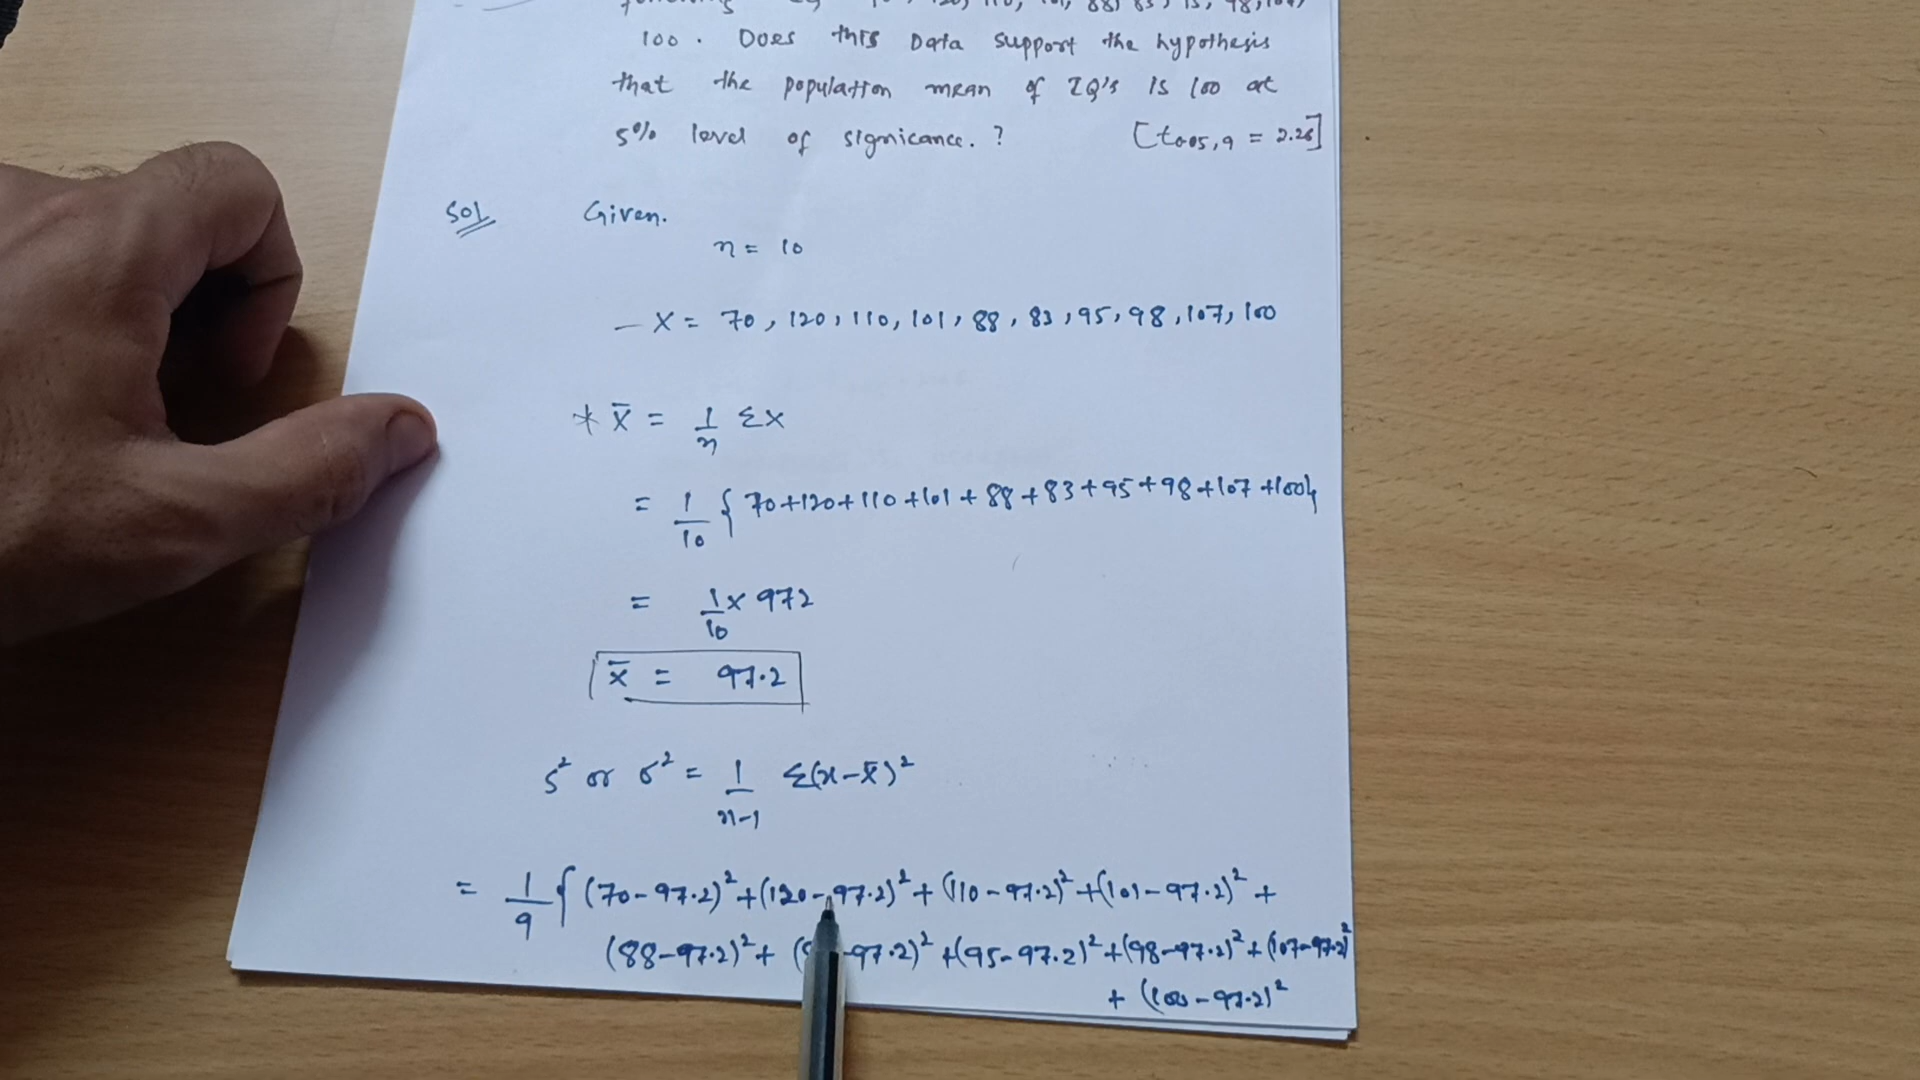 100. Does this Data support the hypothesis
that the population mean of IQ's is 100 at
5% level of signicance.? [t0.05,9 = 2.26]
Sol Given.
n = 10
– X = 70, 120, 110, 101, 88, 83, 95, 98, 107, 100
* x̄ = 1/n Σx
= 1/10 { 70+120+110+101+88+83+95+98+107+100}
= 1/10 x 972
x̄ = 97.2
s² or σ² = 1/n-1 Σ(x-x̄)²
= 1/9 { (70-97.2)²+(120-97.2)²+(110-97.2)²+(101-97.2)²+
(88-97.2)²+ ( -97.2)² +(95-97.2)²+(98-97.2)²+(107-97.2)²
+ (100-97.2)²